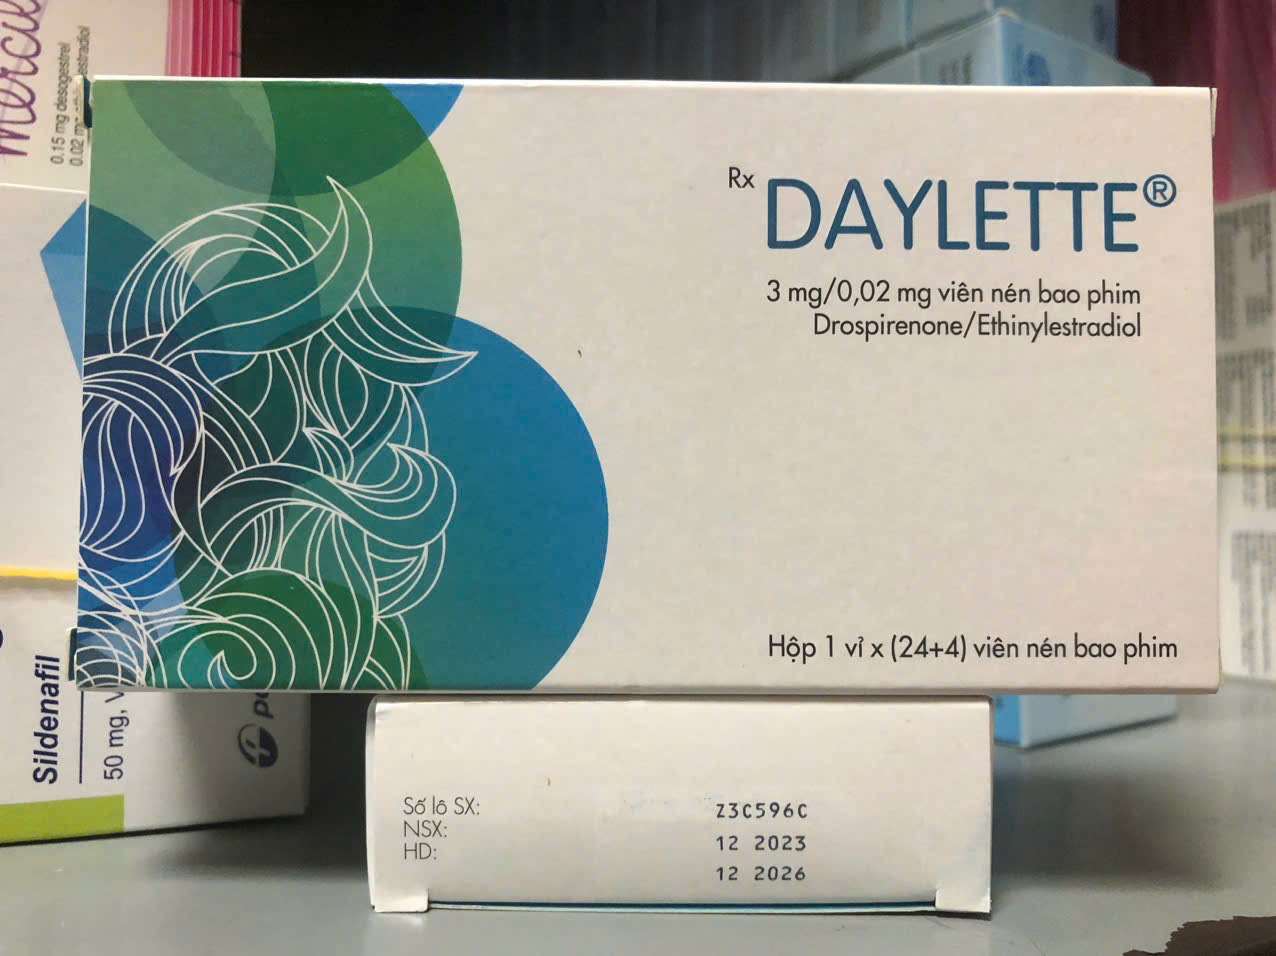 Mercil
0.15 mg desogestrel
0.02 mg
estradiol
Rx DAYLETTE®
3 mg/0,02 mg viên nén bao phim
Drospirenone/Ethinylestradiol
Hộp 1 vỉ x (24+4) viên nén bao phim
Sildenafil
50 mg,
Số lô SX: Z3C596C
NSX: 12 2023
HD: 12 2026